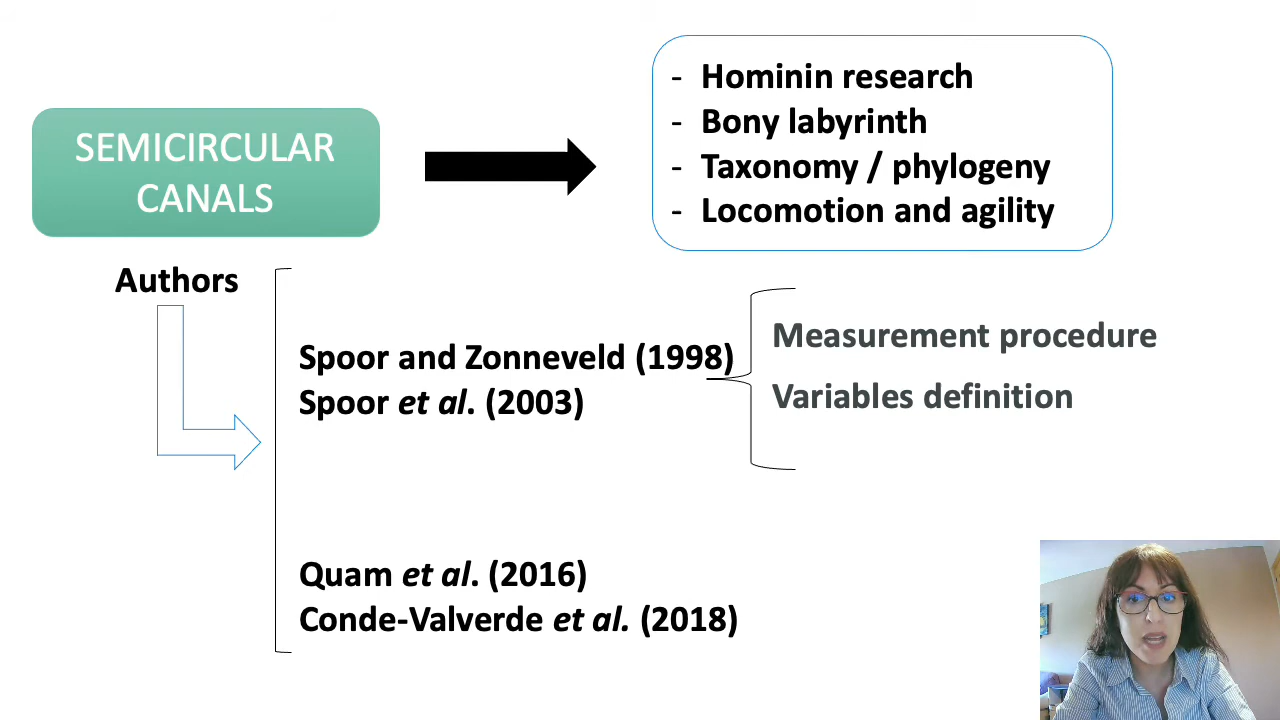 SEMICIRCULAR
CANALS
- Hominin research
- Bony labyrinth
- Taxonomy / phylogeny
- Locomotion and agility
Authors
Spoor and Zonneveld (1998)
Spoor et al. (2003)
Measurement procedure
Variables definition
Quam et al. (2016)
Conde-Valverde et al. (2018)